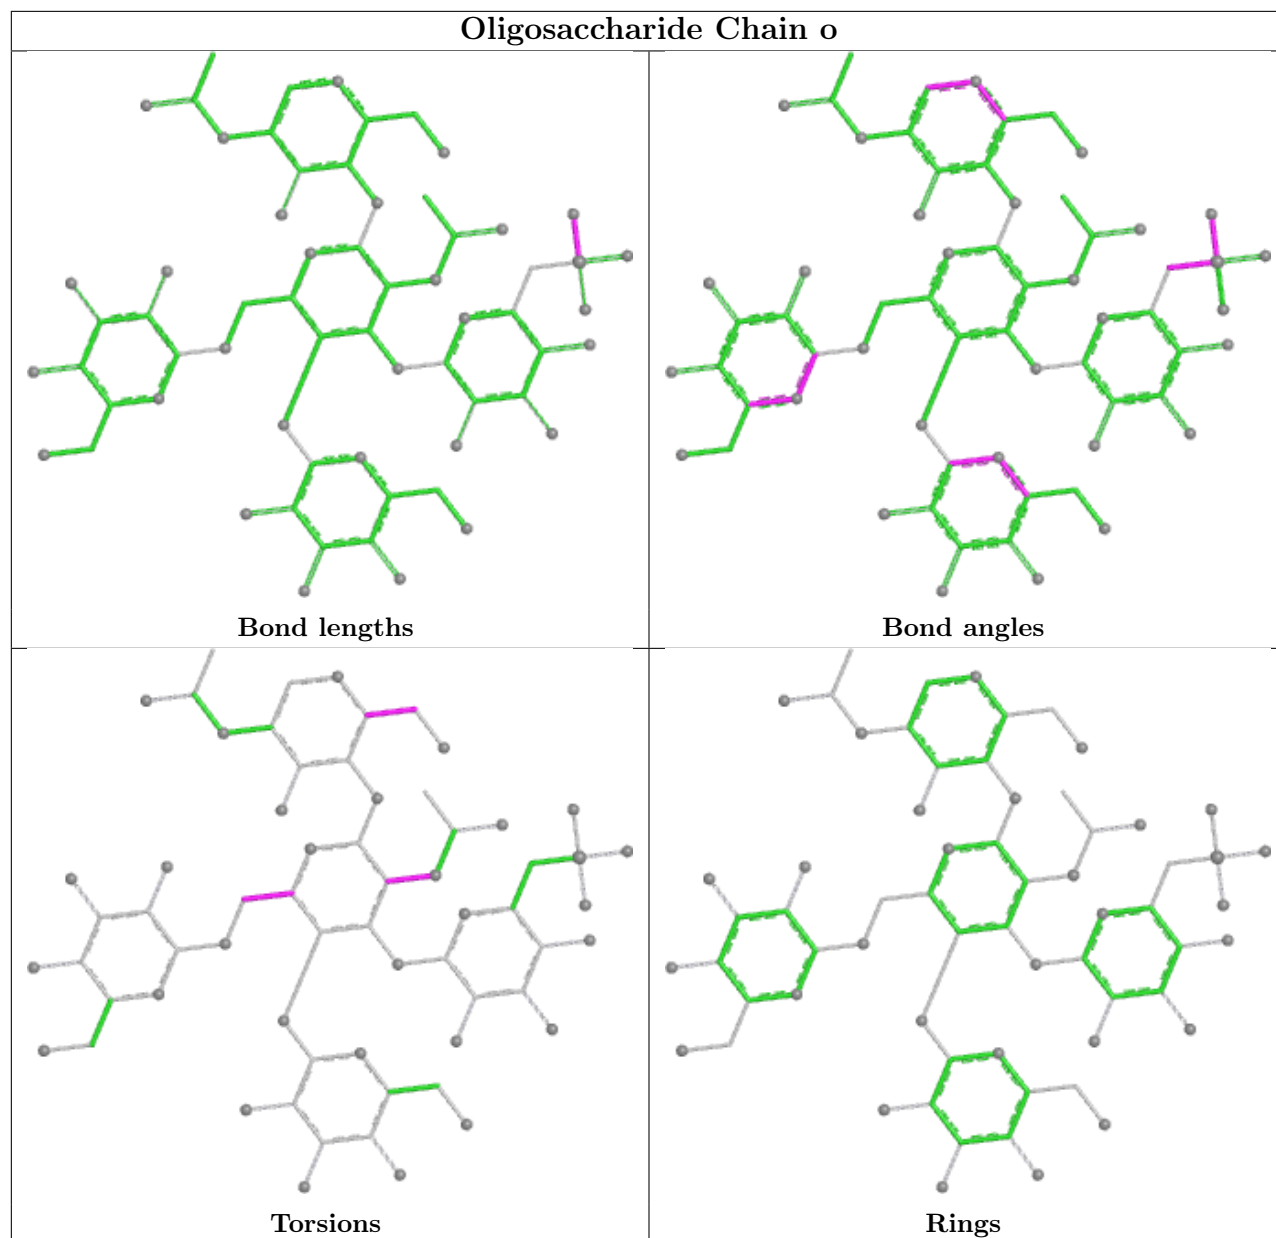 Oligosaccharide Chain o
Bond lengths
Bond angles
Torsions
Rings